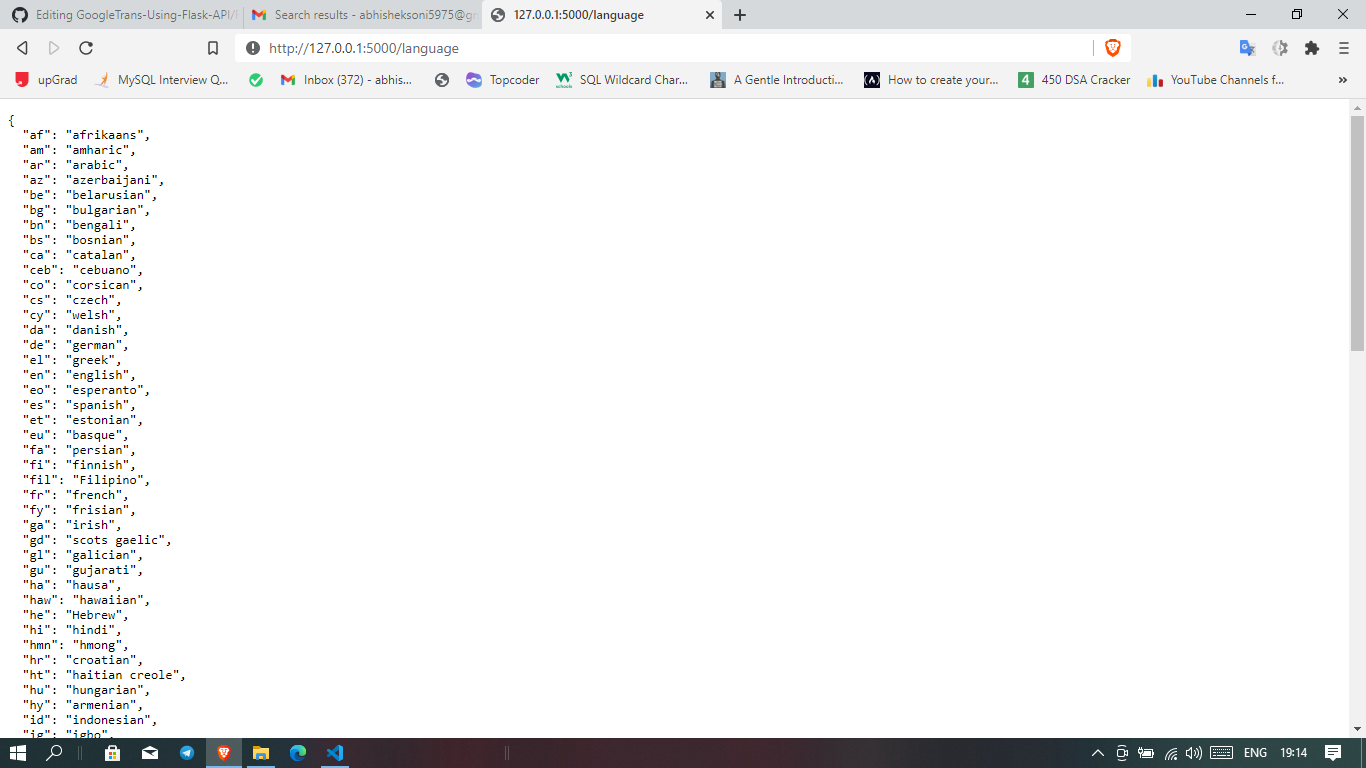 Editing GoogleTrans-Using-Flask-API/
Search results - abhisheksoni5975@g
127.0.0.1:5000/language
http://127.0.0.1:5000/language
upGrad
MySQL Interview Q...
Inbox (372) - abhis...
Topcoder
SQL Wildcard Char...
A Gentle Introducti...
How to create your...
450 DSA Cracker
YouTube Channels f...
{
"af": "afrikaans",
"am": "amharic",
"ar": "arabic",
"az": "azerbaijani",
"be": "belarusian",
"bg": "bulgarian",
"bn": "bengali",
"bs": "bosnian",
"ca": "catalan",
"ceb": "cebuano",
"co": "corsican",
"cs": "czech",
"cy": "welsh",
"da": "danish",
"de": "german",
"el": "greek",
"en": "english",
"eo": "esperanto",
"es": "spanish",
"et": "estonian",
"eu": "basque",
"fa": "persian",
"fi": "finnish",
"fil": "Filipino",
"fr": "french",
"fy": "frisian",
"ga": "irish",
"gd": "scots gaelic",
"gl": "galician",
"gu": "gujarati",
"ha": "hausa",
"haw": "hawaiian",
"he": "Hebrew",
"hi": "hindi",
"hmn": "hmong",
"hr": "croatian",
"ht": "haitian creole",
"hu": "hungarian",
"hy": "armenian",
"id": "indonesian",
"ig": "igbo",
ENG
19:14